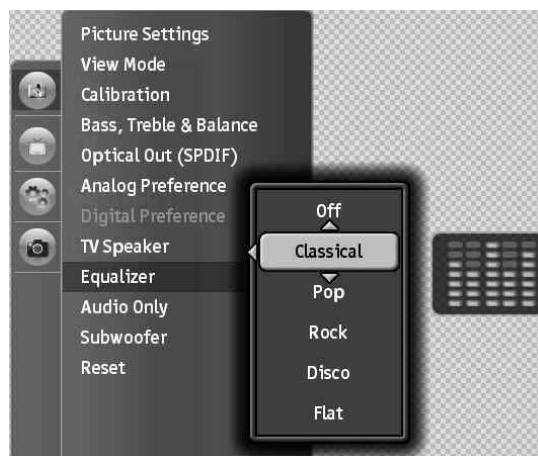 Picture Settings
View Mode
Calibration
Bass, Treble & Balance
Optical Out (SPDIF)
Analog Preference
Digital Preference
TV Speaker
Equalizer
Audio Only
Subwoofer
Reset
Off
Classical
Pop
Rock
Disco
Flat